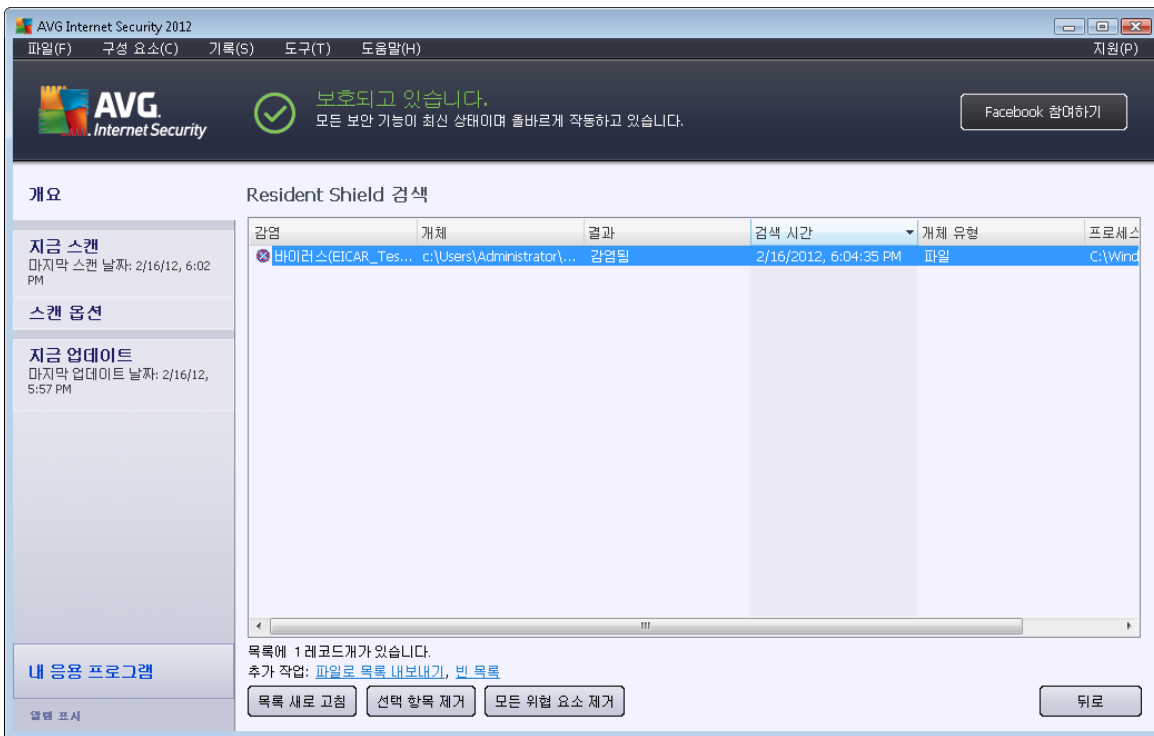 AVG Internet Security 2012
파일(F) 구성 요소(C) 기록(S) 도구(T) 도움말(H) 지원(P)
AVG.
Internet Security
보호되고 있습니다.
모든 보안 기능이 최신 상태이며 올바르게 작동하고 있습니다.
Facebook 참여하기
개요
지금 스캔
마지막 스캔 날짜: 2/16/12, 6:02
PM
스캔 옵션
지금 업데이트
마지막 업데이트 날짜: 2/16/12,
5:57 PM
내 응용 프로그램
알림 표시
Resident Shield 검색
감염 개체 결과 검색 시간 개체 유형 프로세스
바이러스(EICAR_Tes... c:\Users\Administrator\... 감염됨 2/16/2012, 6:04:35 PM 파일 C:\Wind
목록에 1 레코드개가 있습니다.
추가 작업: 파일로 목록 내보내기, 빈 목록
목록 새로 고침 선택 항목 제거 모든 위협 요소 제거 뒤로